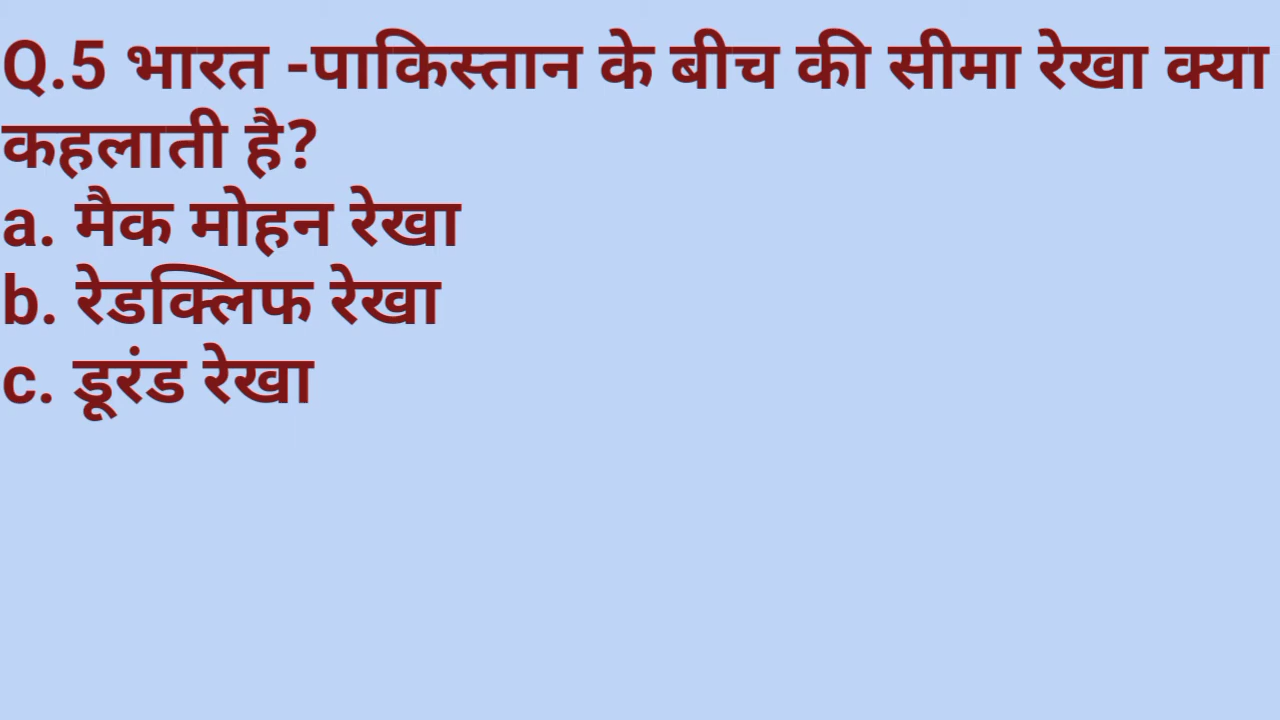 Q.5 भारत -पाकिस्तान के बीच की सीमा रेखा क्या
कहलाती है?
a. मैक मोहन रेखा
b. रेडक्लिफ रेखा
c. डूरंड रेखा